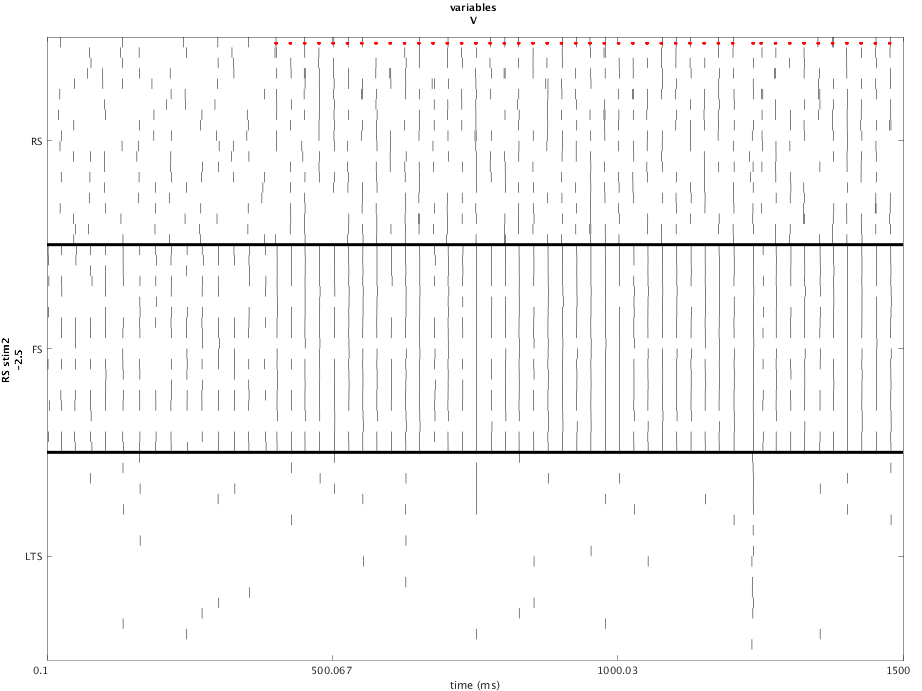 variables
V
RS
FS
LTS
RS stim2
-2.5
0.1
500.067
1000.03
1500
time (ms)